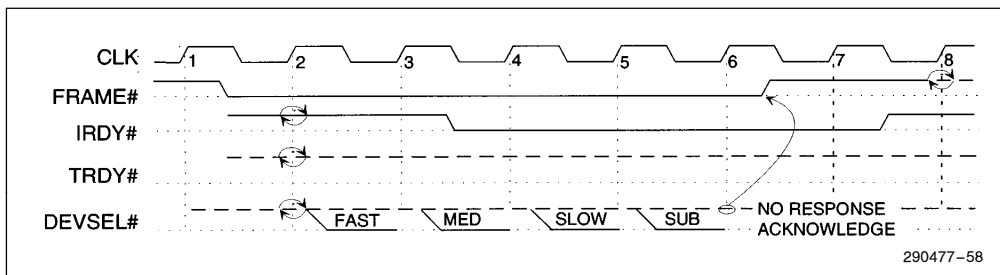 CLK 1 2 3 4 5 6 7 8
FRAME#
IRDY#
TRDY#
DEVSEL# FAST MED SLOW SUB NO RESPONSE
ACKNOWLEDGE
290477-58